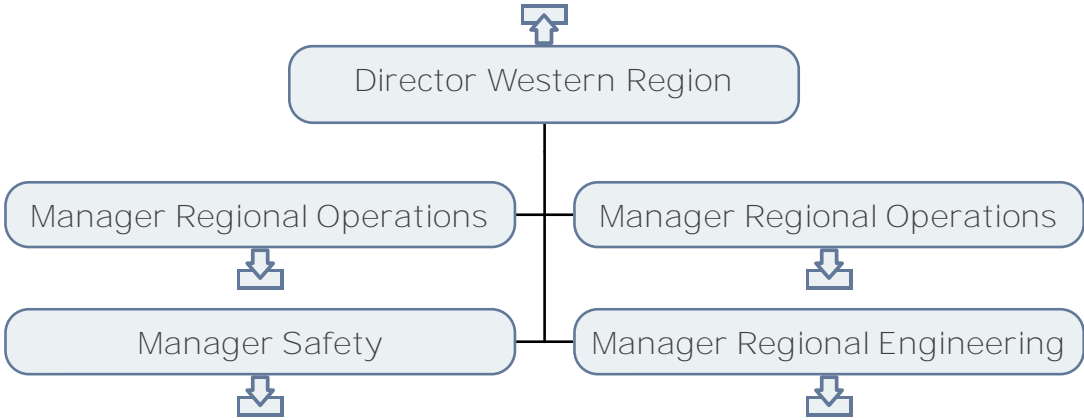 Director Western Region
Manager Regional Operations
Manager Regional Operations
Manager Safety
Manager Regional Engineering